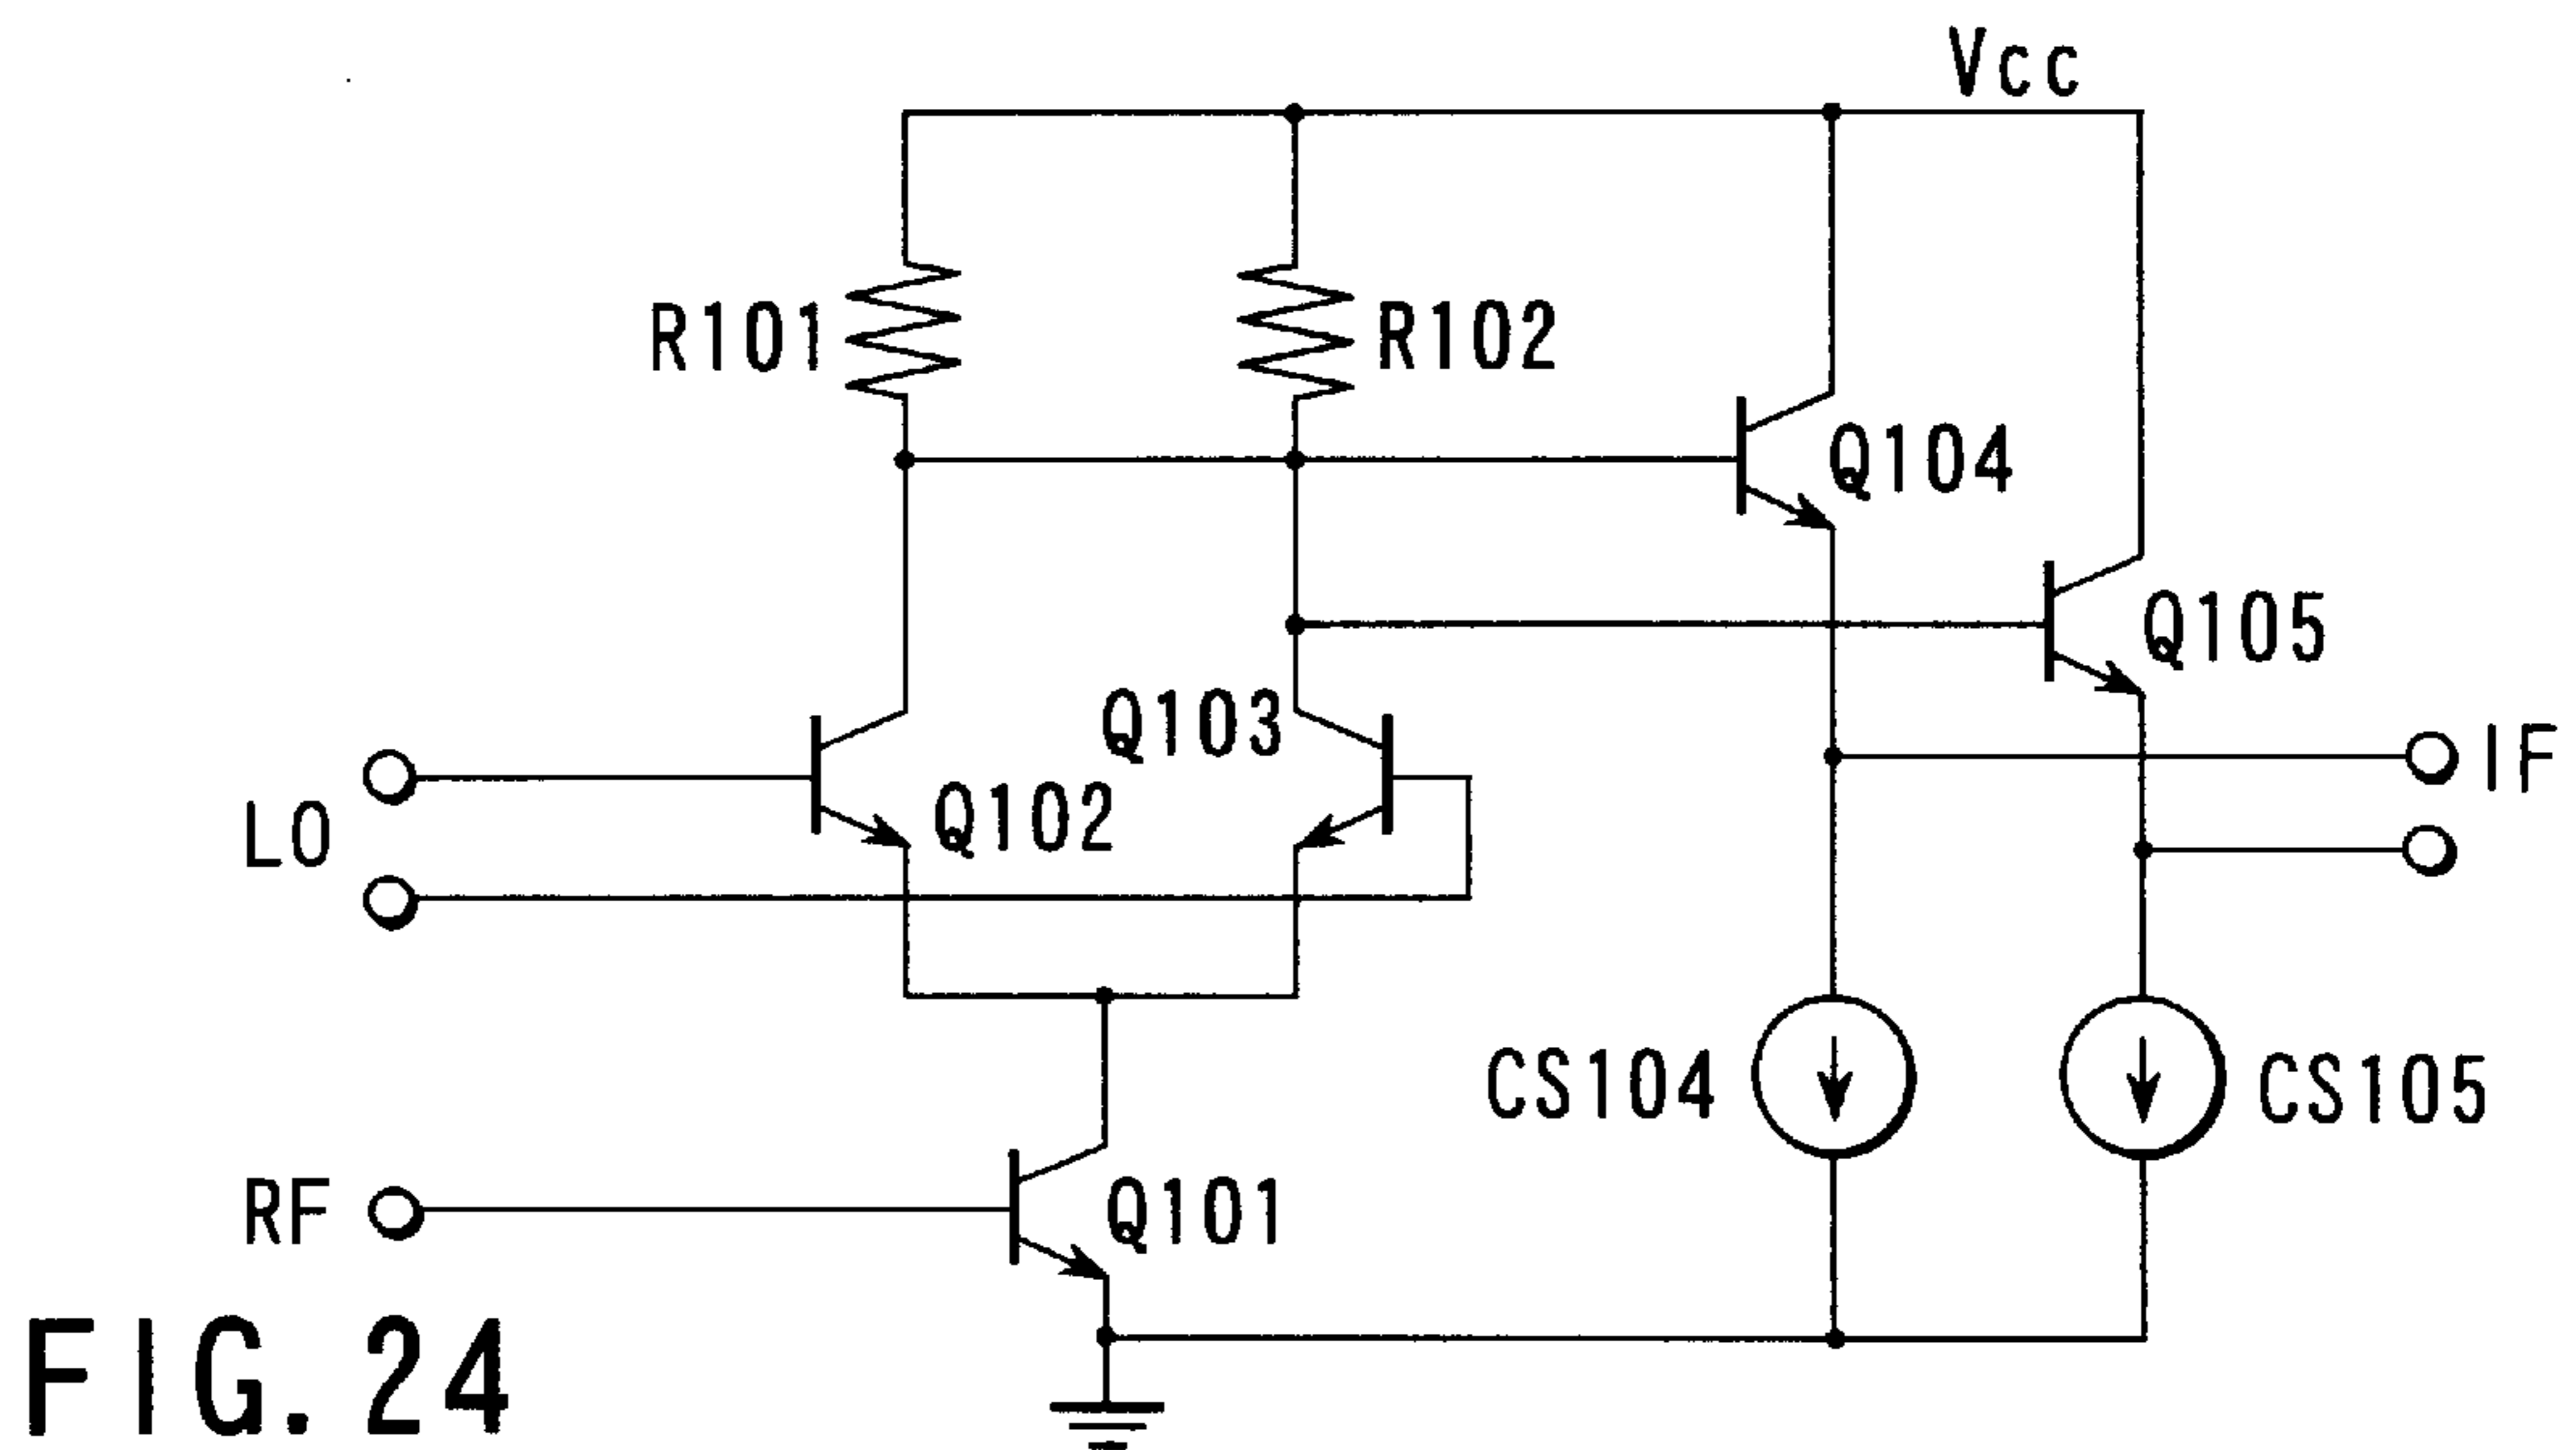 Vcc
R101
R102
Q104
Q105
Q103
Q102
IF
LO
CS104
CS105
RF
Q101
FIG. 24